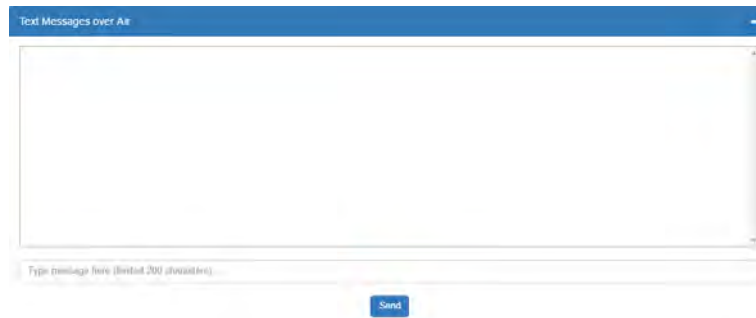 Text Messages over Air
Type message here (limited 200 characters)...
Send